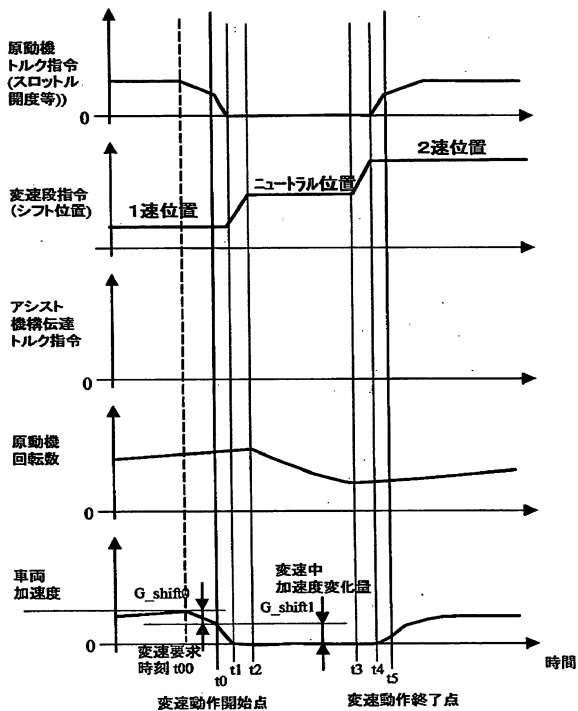 原動機
トルク指令
(スロットル
開度等))
0
変速段指令
(シフト位置)
1速位置
ニュートラル位置
2速位置
アシスト
機構伝達
トルク指令
0
原動機
回転数
0
車両
加速度
G_shift0
変速中
加速度変化量
G_shift1
0
変速要求
時刻 t00
t0
t1
t2
t3
t4
t5
時間
変速動作開始点
変速動作終了点